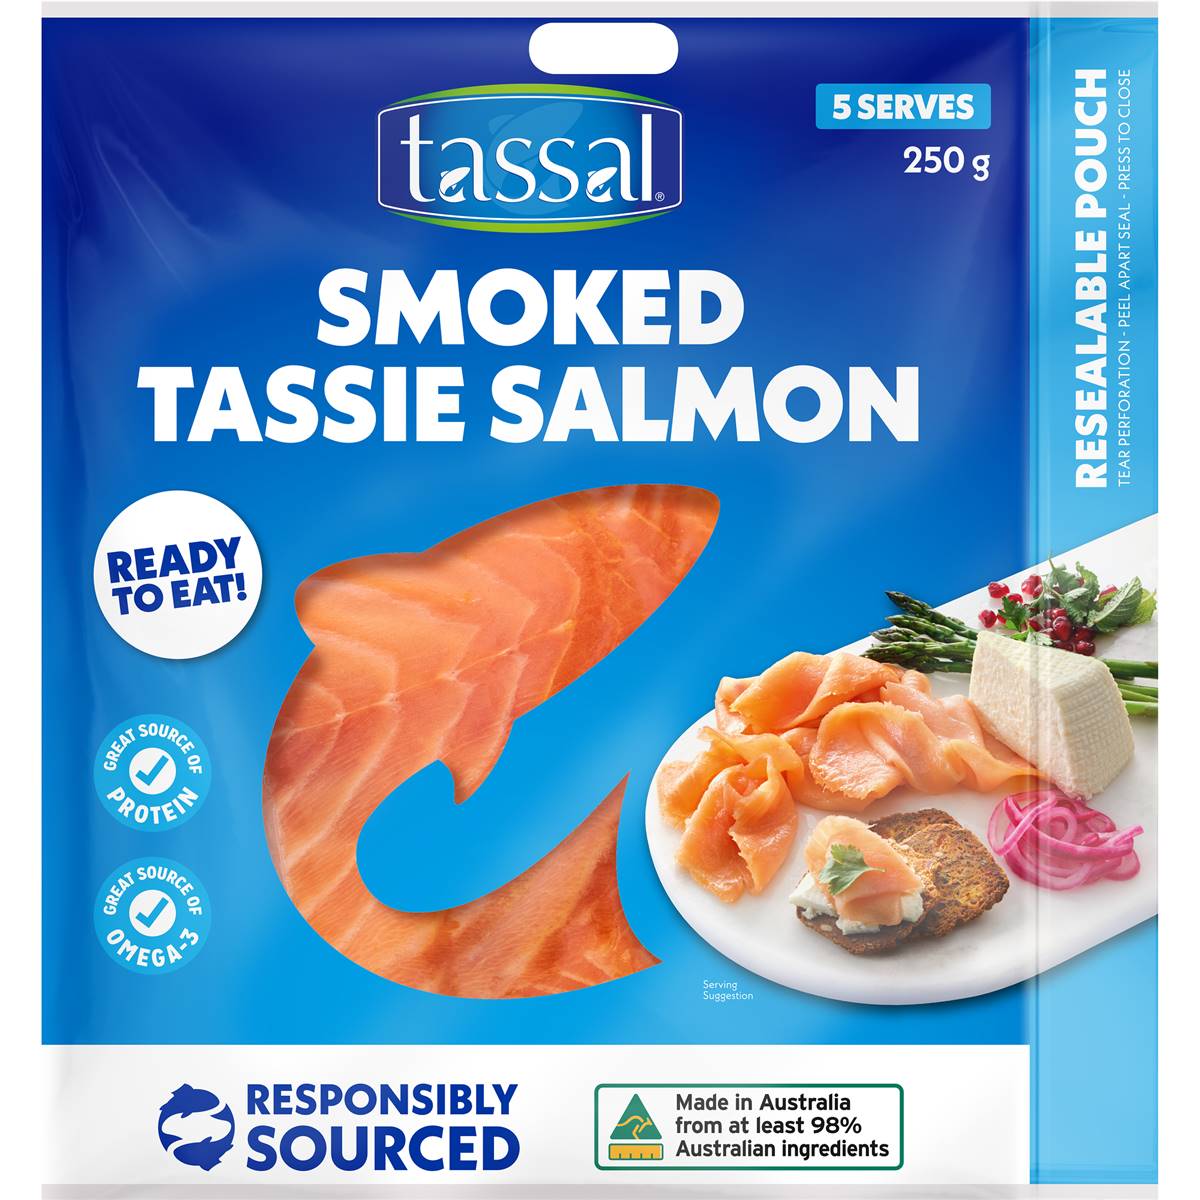 tassal®
5 SERVES
250 g
SMOKED
TASSIE SALMON
READY
TO EAT!
GREAT SOURCE OF
PROTEIN
GREAT SOURCE OF
OMEGA-3
RESEALABLE POUCH
TEAR PERFORATION - PEEL APART SEAL - PRESS TO CLOSE
Serving
Suggestion
RESPONSIBLY
SOURCED
Made in Australia
from at least 98%
Australian ingredients